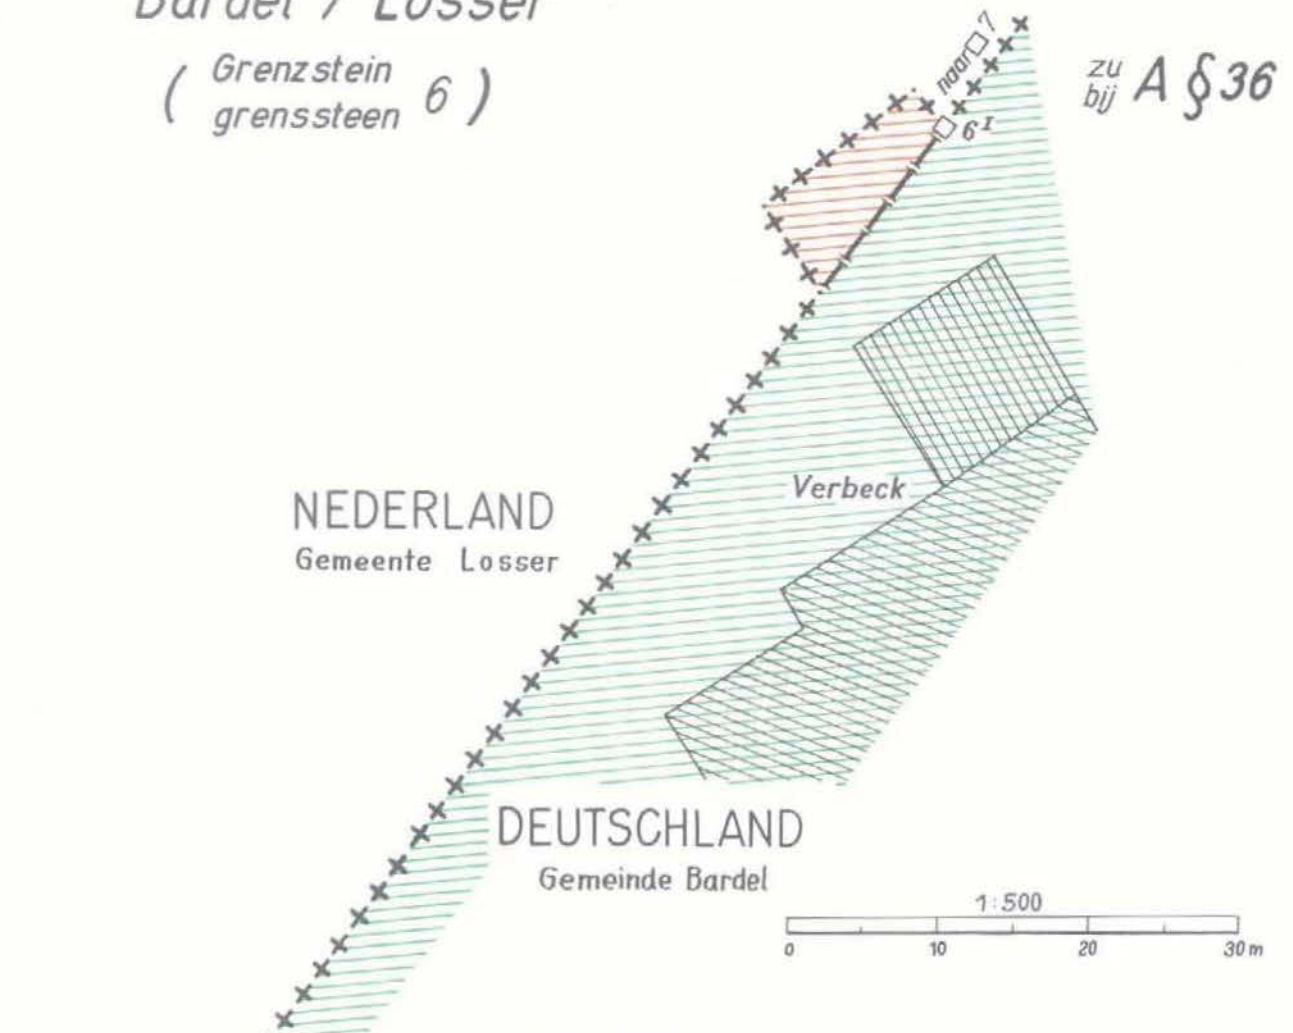 Bardel / Losser
( Grenzstein
grenssteen 6 )
zu
bij A § 36
naar 7
6 I
Verbeck
NEDERLAND
Gemeente Losser
DEUTSCHLAND
Gemeinde Bardel
1:500
0 10 20 30 m